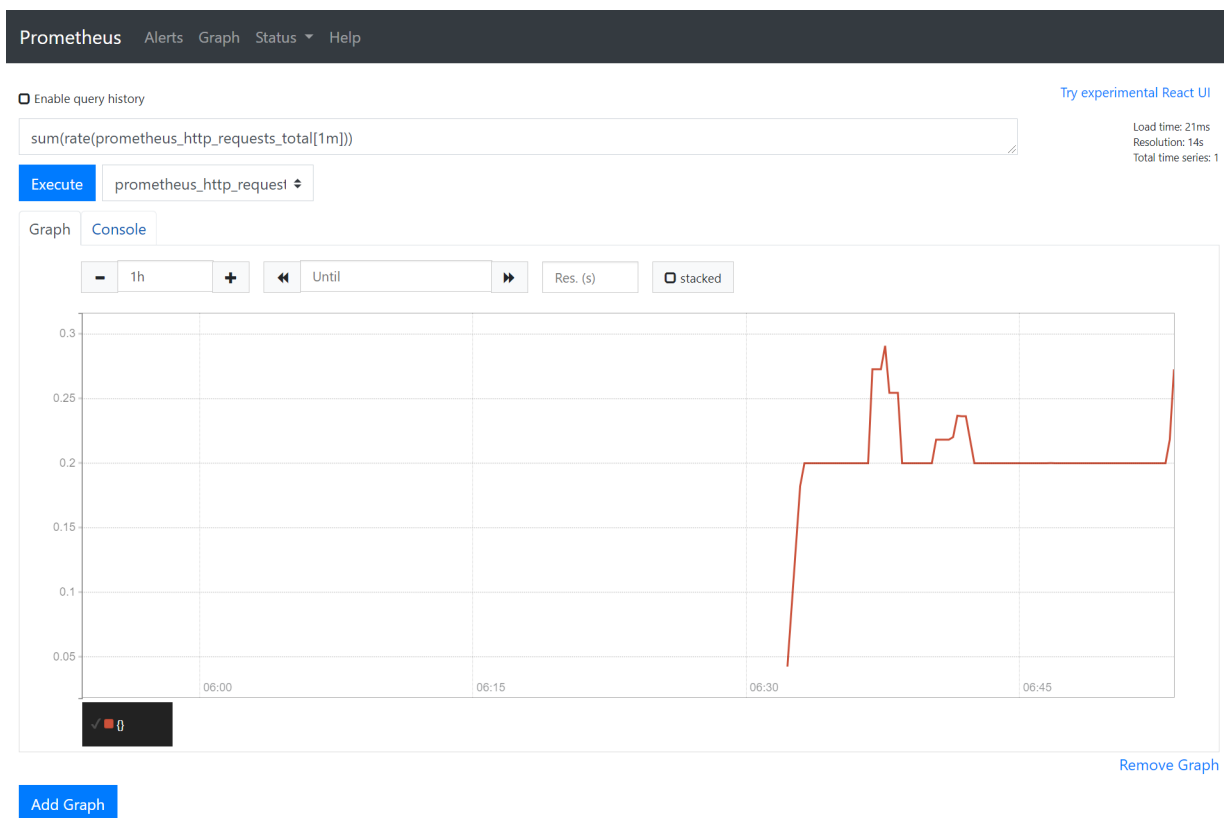 Prometheus Alerts Graph Status Help
Enable query history
Try experimental React UI
sum(rate(prometheus_http_requests_total[1m]))
Load time: 21ms
Resolution: 14s
Total time series: 1
Execute prometheus_http_request
Graph Console
1h Until Res. (s) stacked
0.3
0.25
0.2
0.15
0.1
0.05
06:00 06:15 06:30 06:45
{}
Remove Graph
Add Graph